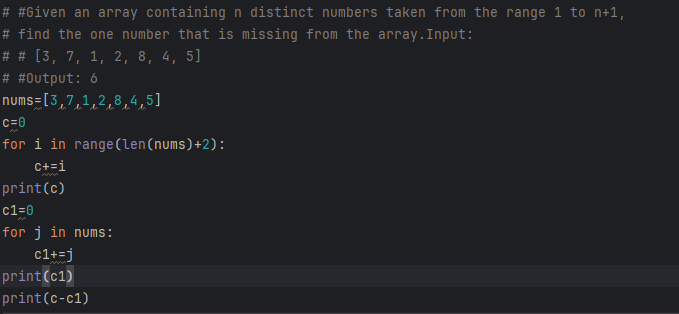 # #Given an array containing n distinct numbers taken from the range 1 to n+1,
# find the one number that is missing from the array.Input:
# # [3, 7, 1, 2, 8, 4, 5]
# #Output: 6
nums=[3,7,1,2,8,4,5]
c=0
for i in range(len(nums)+2):
    c+=i
print(c)
c1=0
for j in nums:
    c1+=j
print(c1)
print(c-c1)